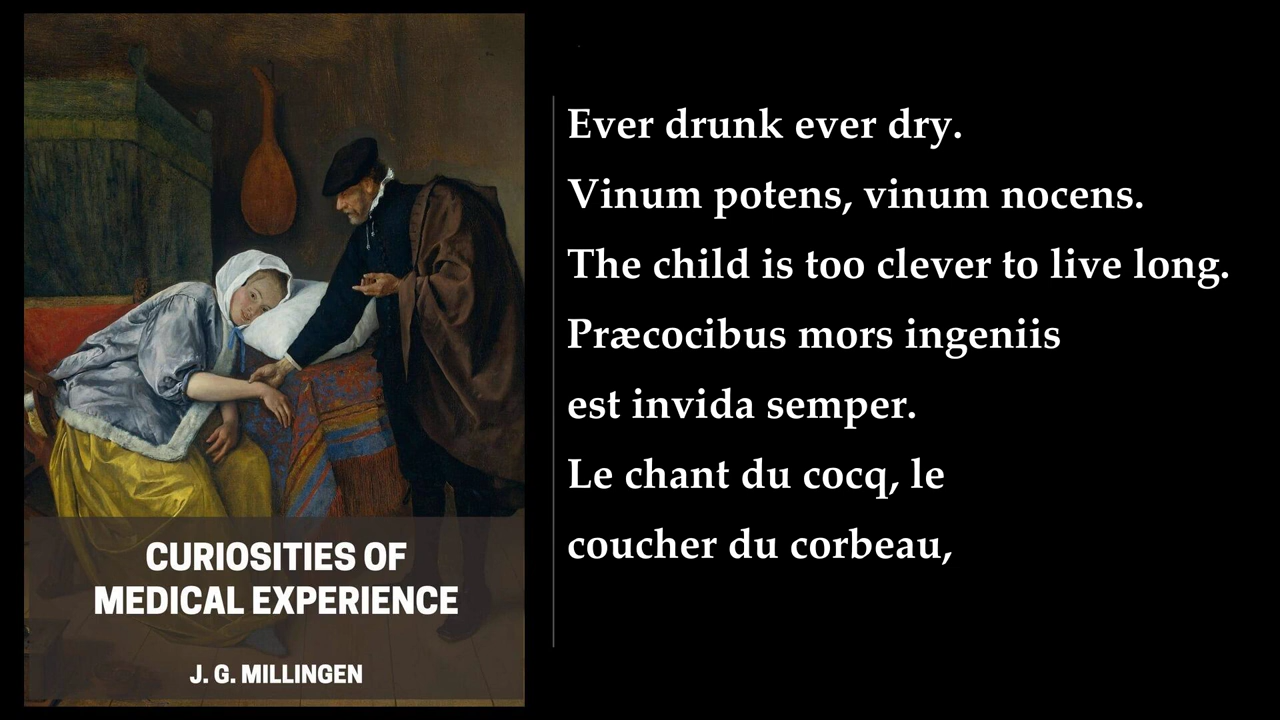 Ever drunk ever dry.
Vinum potens, vinum nocens.
The child is too clever to live long.
Præcocibus mors ingeniis
est invida semper.
Le chant du cocq, le
coucher du corbeau,
CURIOSITIES OF
MEDICAL EXPERIENCE
J. G. MILLINGEN